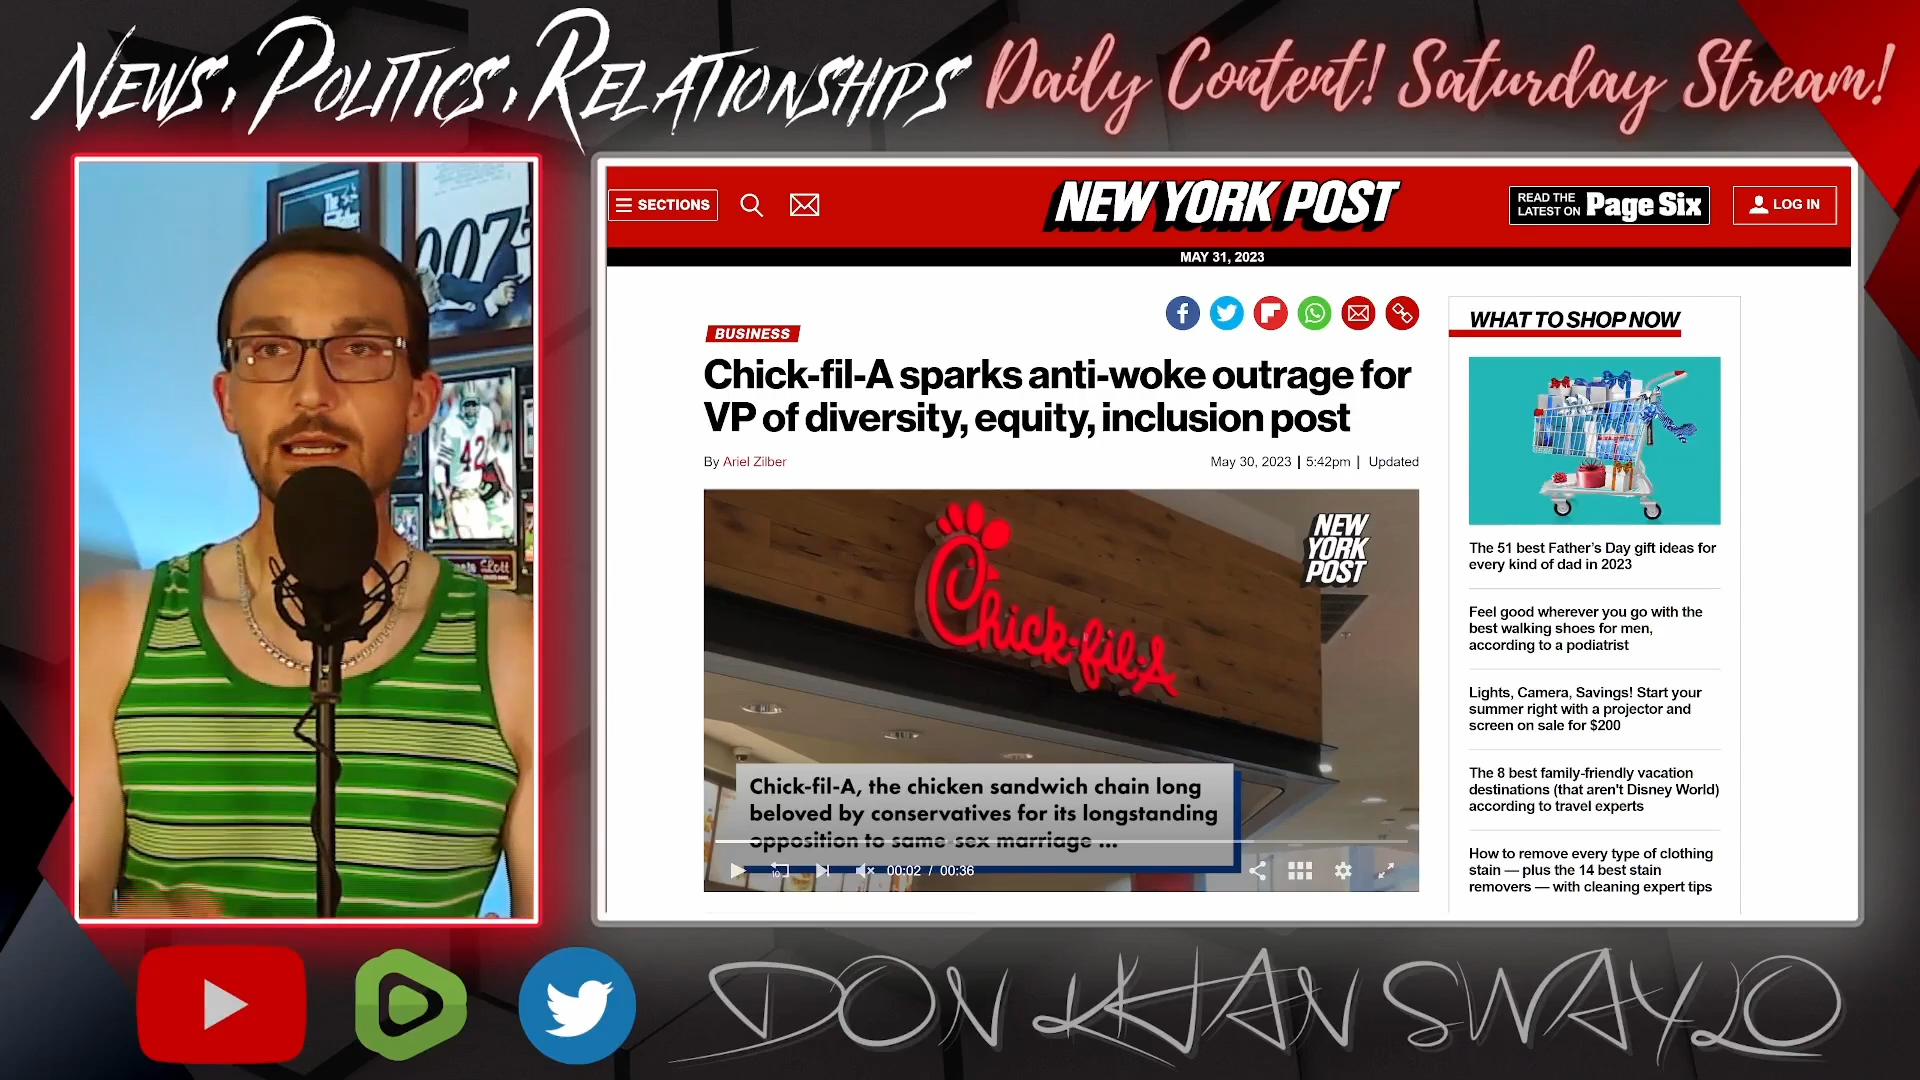 NEWS, POLITICS, RELATIONSHIPS Daily Content! Saturday Stream!
The
007
42
Lott
SECTIONS
NEW YORK POST
READ THE
LATEST ON
Page Six
LOG IN
MAY 31, 2023
BUSINESS
Chick-fil-A sparks anti-woke outrage for
VP of diversity, equity, inclusion post
By Ariel Zilber
May 30, 2023 | 5:42pm | Updated
NEW
YORK
POST
Chick-fil-A
Chick-fil-A, the chicken sandwich chain long
beloved by conservatives for its longstanding
opposition to same-sex marriage ...
10
00:02 / 00:36
WHAT TO SHOP NOW
The 51 best Father's Day gift ideas for
every kind of dad in 2023
Feel good wherever you go with the
best walking shoes for men,
according to a podiatrist
Lights, Camera, Savings! Start your
summer right with a projector and
screen on sale for $200
The 8 best family-friendly vacation
destinations (that aren't Disney World)
according to travel experts
How to remove every type of clothing
stain — plus the 14 best stain
removers — with cleaning expert tips
DON KHAN SWAYLO